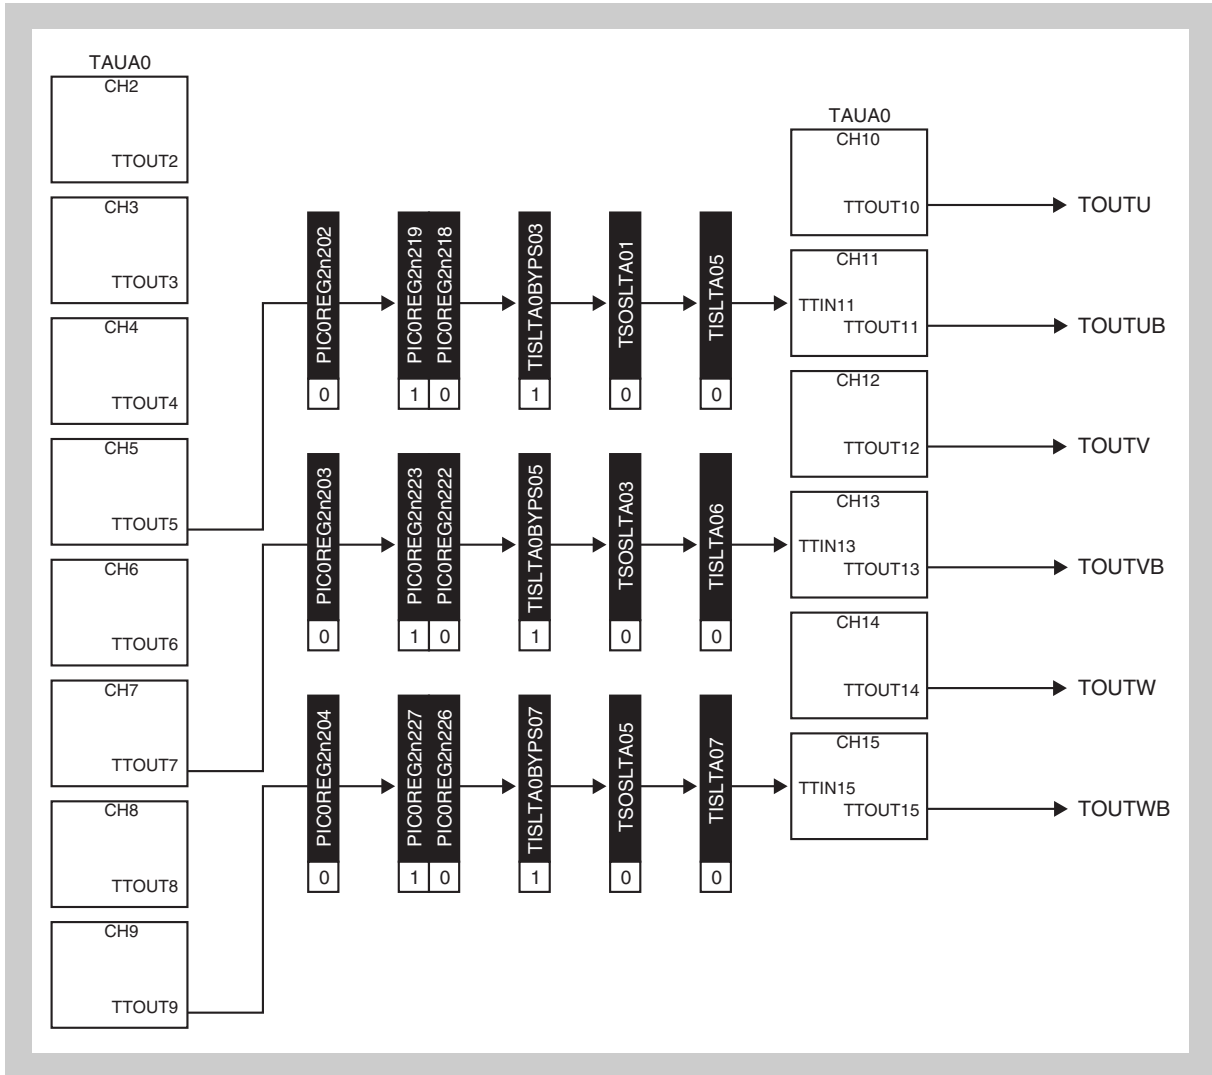 TAUA0
CH2
TTOUT2
CH3
TTOUT3
CH4
TTOUT4
CH5
TTOUT5
CH6
TTOUT6
CH7
TTOUT7
CH8
TTOUT8
CH9
TTOUT9
PIC0REG2n202
0
PIC0REG2n219
1
PIC0REG2n218
0
TISLTA0BYPS03
1
TSOSLTA01
0
TISLTA05
0
PIC0REG2n203
0
PIC0REG2n223
1
PIC0REG2n222
0
TISLTA0BYPS05
1
TSOSLTA03
0
TISLTA06
0
PIC0REG2n204
0
PIC0REG2n227
1
PIC0REG2n226
0
TISLTA0BYPS07
1
TSOSLTA05
0
TISLTA07
0
TAUA0
CH10
TTOUT10
TOUTU
CH11
TTIN11
TTOUT11
TOUTUB
CH12
TTOUT12
TOUTV
CH13
TTIN13
TTOUT13
TOUTVB
CH14
TTOUT14
TOUTW
CH15
TTIN15
TTOUT15
TOUTWB